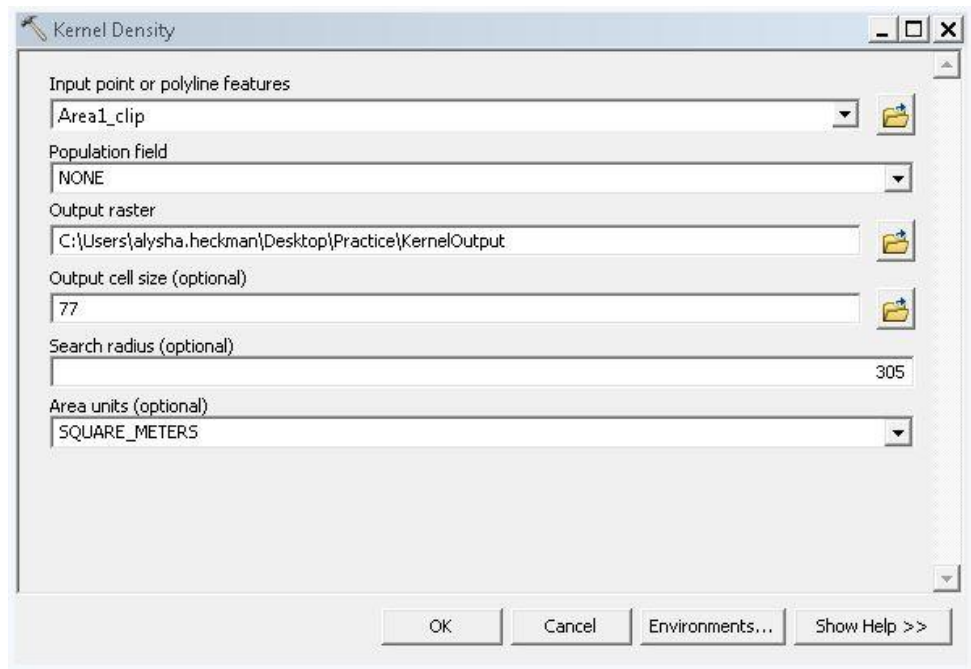 Kernel Density
Input point or polyline features
Area1_clip
Population field
NONE
Output raster
C:\Users\alysha.heckman\Desktop\Practice\KernelOutput
Output cell size (optional)
77
Search radius (optional)
305
Area units (optional)
SQUARE_METERS
OK Cancel Environments... Show Help >>